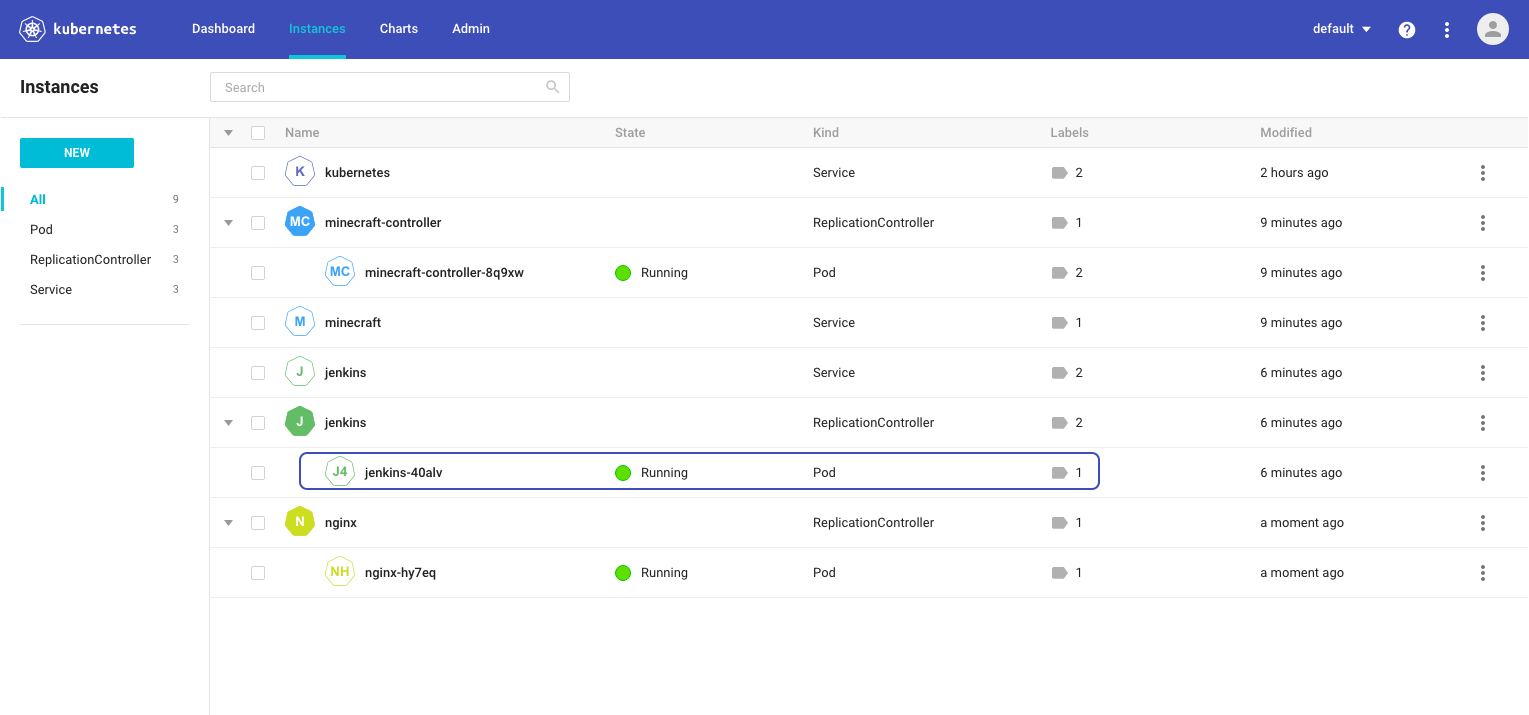 kubernetes Dashboard Instances Charts Admin default ?
Instances Search
Name State Kind Labels Modified
NEW
K kubernetes Service 2 2 hours ago
All 9
MC minecraft-controller ReplicationController 1 9 minutes ago
Pod 3
ReplicationController 3
MC minecraft-controller-8q9xw Running Pod 2 9 minutes ago
Service 3
M minecraft Service 1 9 minutes ago
J jenkins Service 2 6 minutes ago
J jenkins ReplicationController 2 6 minutes ago
J4 jenkins-40alv Running Pod 1 6 minutes ago
N nginx ReplicationController 1 a moment ago
NH nginx-hy7eq Running Pod 1 a moment ago